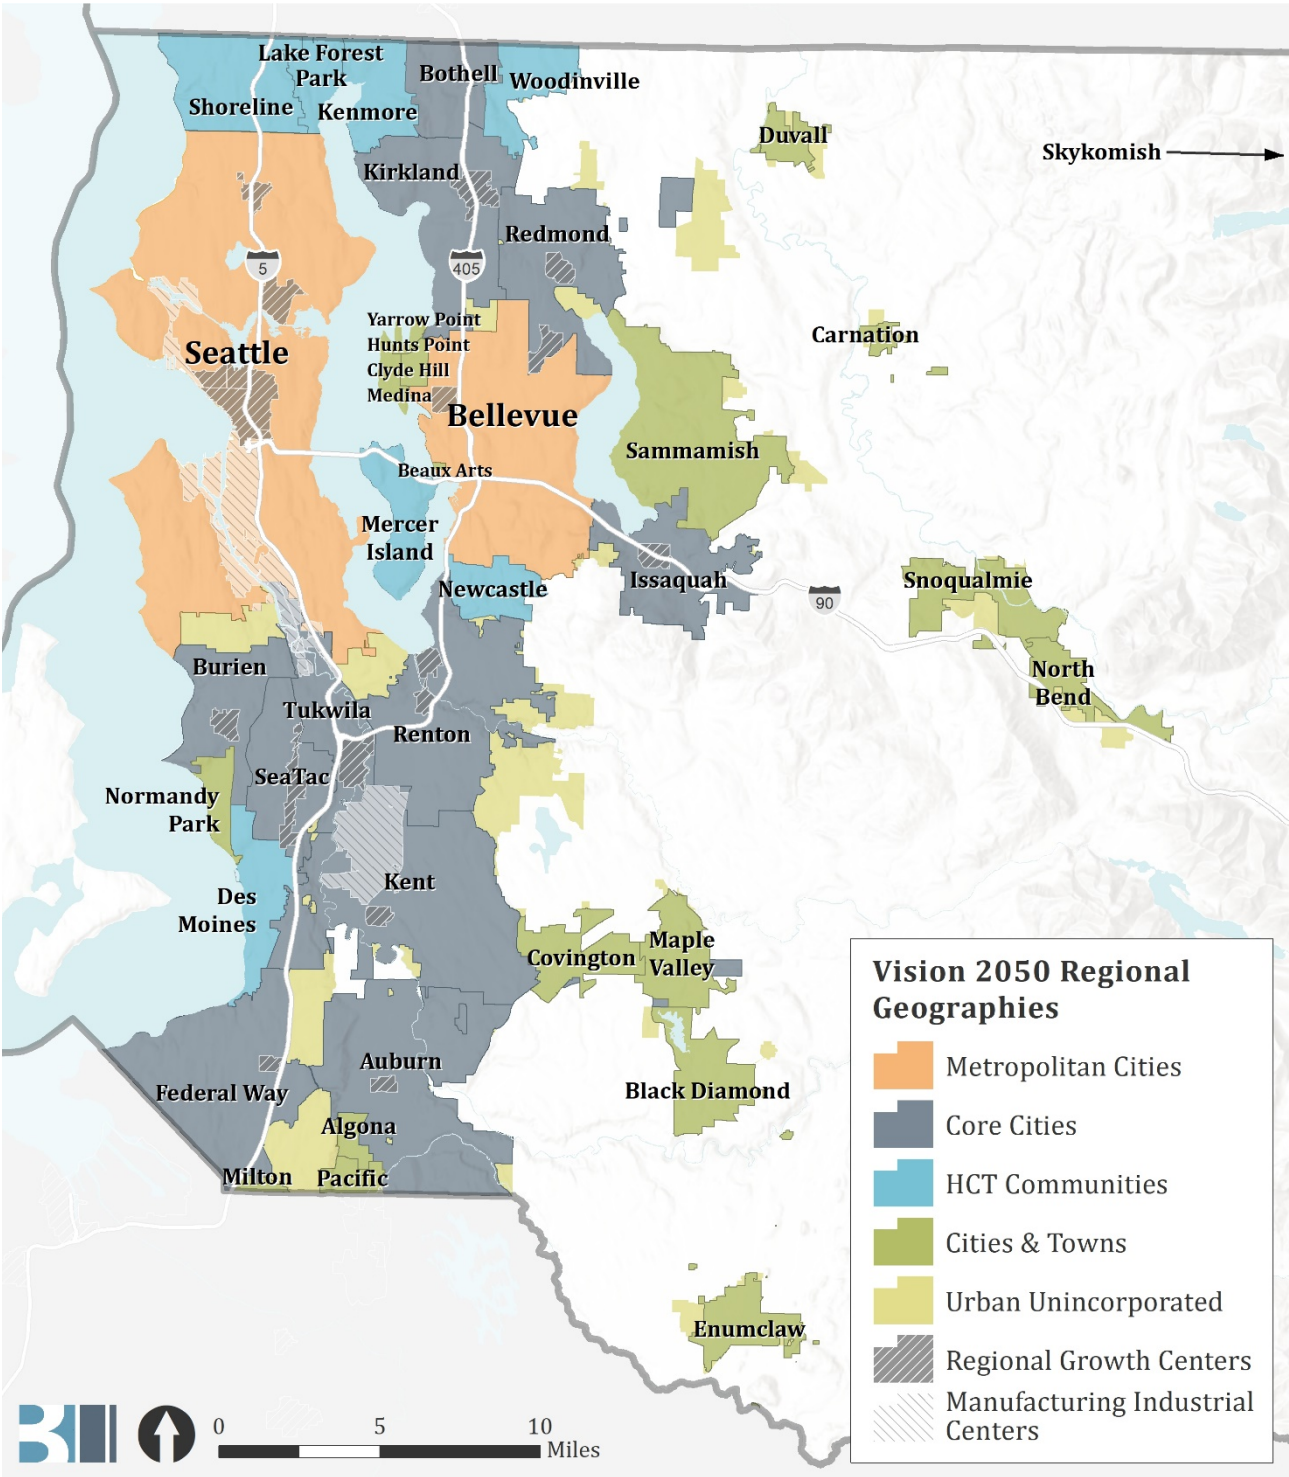 Lake Forest
Park
Bothell
Woodinville
Shoreline
Kenmore
Duvall
Skykomish
Kirkland
Redmond
5
405
Yarrow Point
Hunts Point
Clyde Hill
Medina
Carnation
Seattle
Bellevue
Sammamish
Beaux Arts
Mercer
Island
Newcastle
Issaquah
90
Snoqualmie
North
Bend
Burien
Tukwila
Renton
SeaTac
Normandy
Park
Kent
Des
Moines
Covington
Maple
Valley
Auburn
Federal Way
Black Diamond
Algona
Milton
Pacific
Enumclaw
Vision 2050 Regional
Geographies
Metropolitan Cities
Core Cities
HCT Communities
Cities & Towns
Urban Unincorporated
Regional Growth Centers
Manufacturing Industrial
Centers
0 5 10
Miles